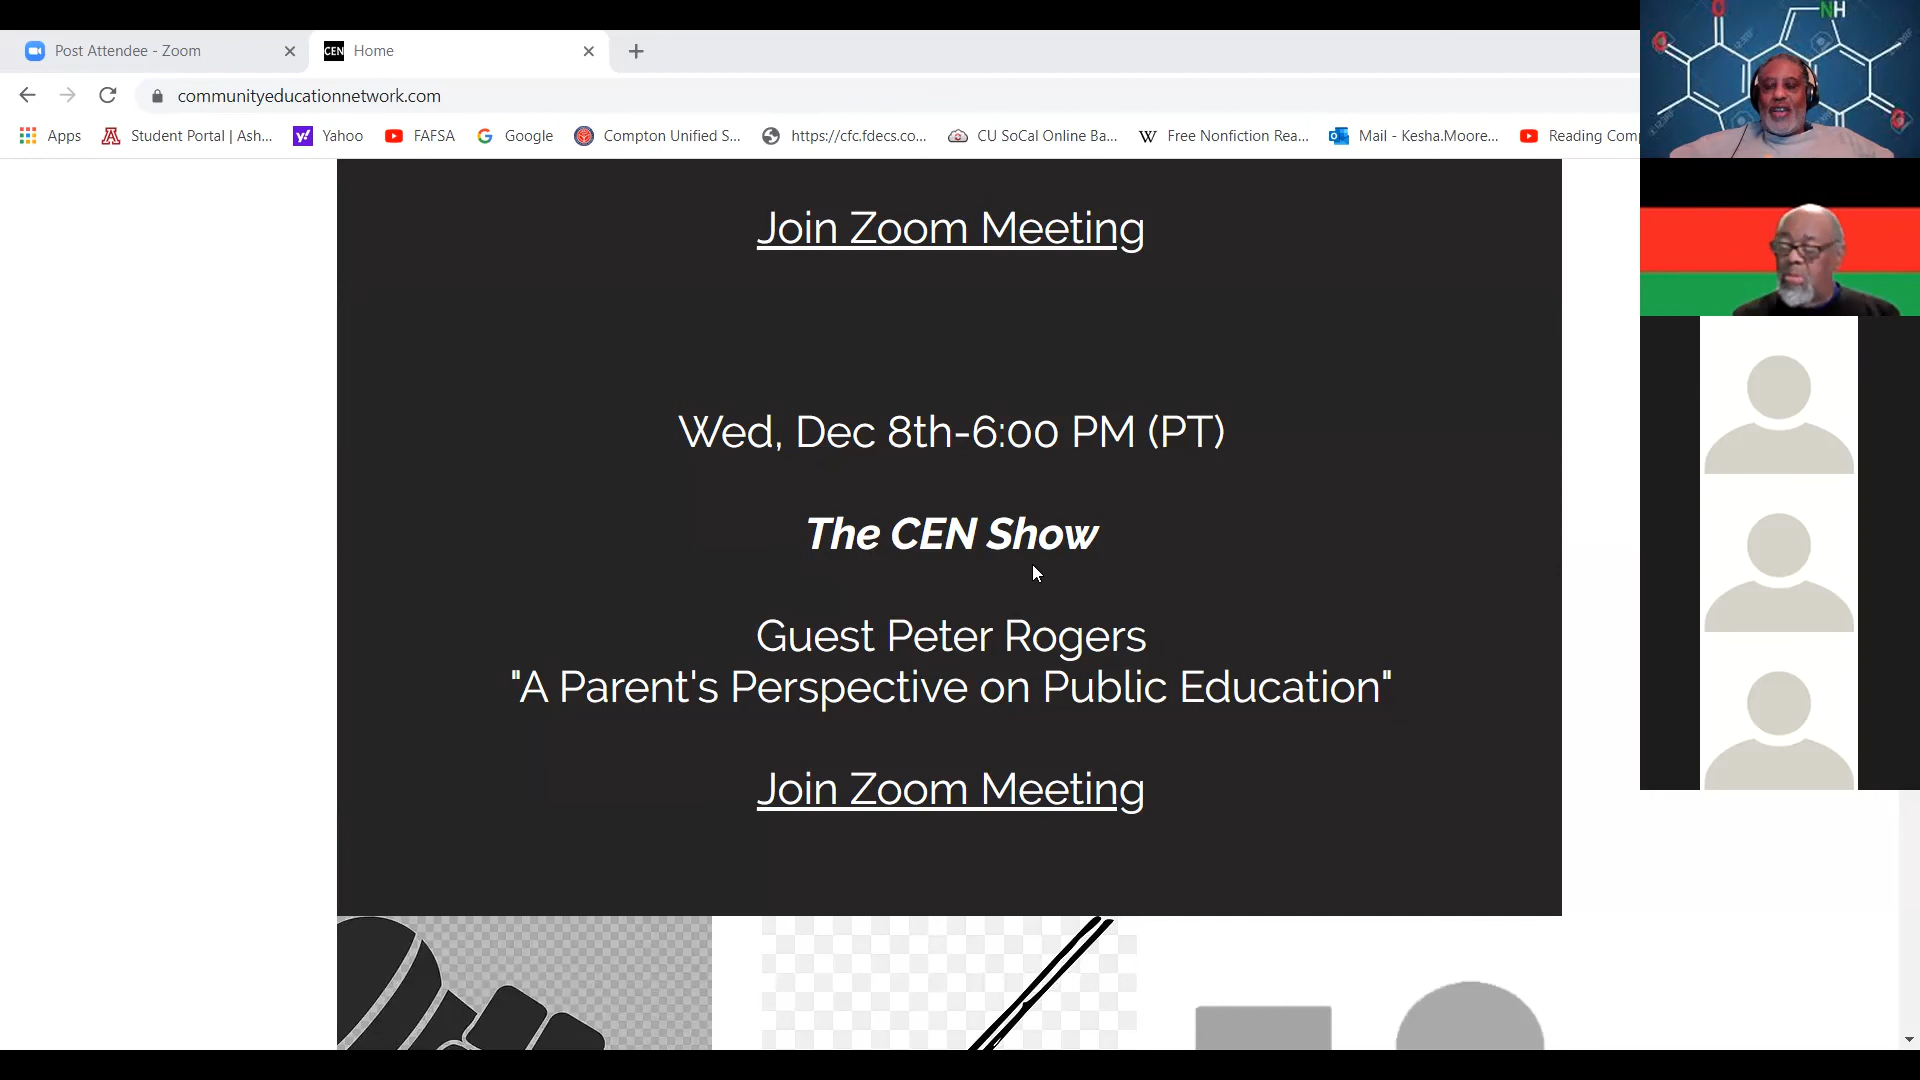 Post Attendee - Zoom
CEN Home
communityeducationnetwork.com
Apps
Student Portal | Ash...
Yahoo
FAFSA
Google
Compton Unified S...
https://cfc.fdecs.co...
CU SoCal Online Ba...
W Free Nonfiction Rea...
Mail - Kesha.Moore...
Reading Com
NH
Join Zoom Meeting
Wed, Dec 8th-6:00 PM (PT)
The CEN Show
Guest Peter Rogers
"A Parent's Perspective on Public Education"
Join Zoom Meeting